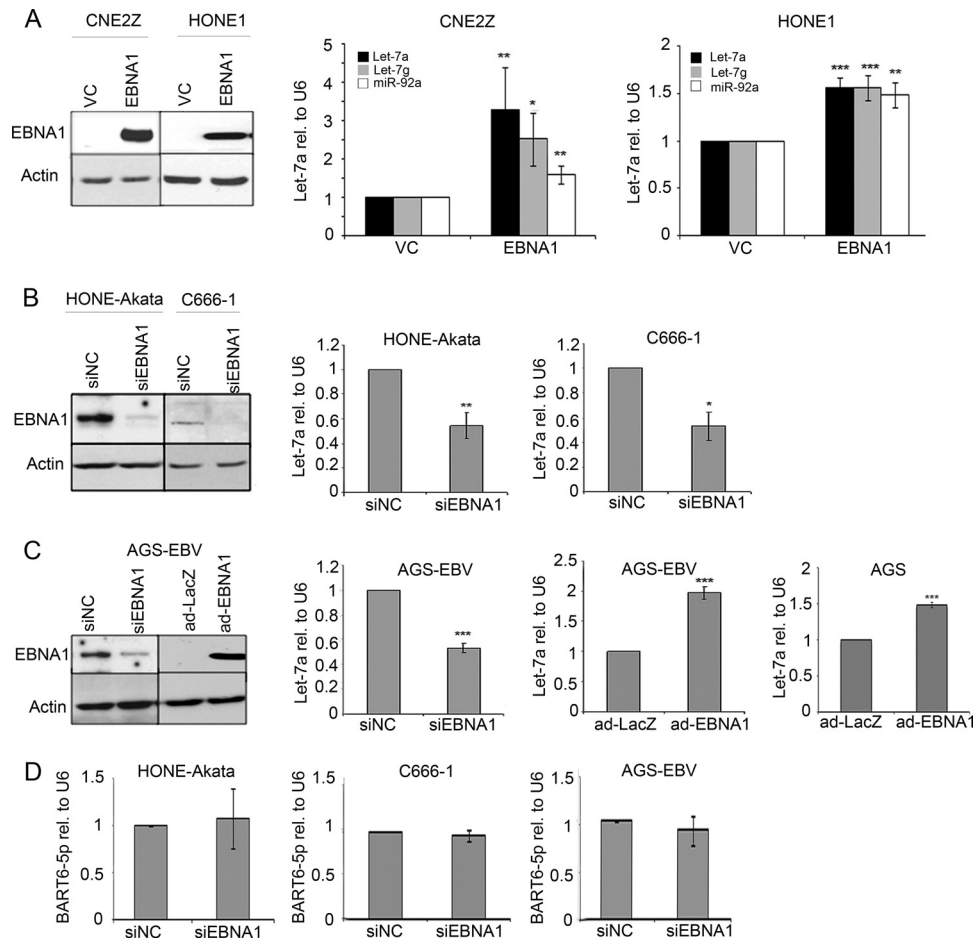 A
CNE2Z
HONE1
VC
EBNA1
VC
EBNA1
EBNA1
Actin
CNE2Z
Let-7a rel. to U6
5
4
3
2
1
0
Let-7a
Let-7g
miR-92a
**
*
**
VC
EBNA1
HONE1
Let-7a rel. to U6
2
1.5
1
0.5
0
Let-7a
Let-7g
miR-92a
***
***
**
VC
EBNA1
B
HONE-Akata
C666-1
siNC
siEBNA1
siNC
siEBNA1
EBNA1
Actin
HONE-Akata
Let-7a rel. to U6
1.2
1
0.8
0.6
0.4
0.2
0
**
siNC
siEBNA1
C666-1
Let-7a rel. to U6
1.2
1
0.8
0.6
0.4
0.2
0
*
siNC
siEBNA1
C
AGS-EBV
siNC
siEBNA1
ad-LacZ
ad-EBNA1
EBNA1
Actin
AGS-EBV
Let-7a rel. to U6
1.2
1
0.8
0.6
0.4
0.2
0
***
siNC
siEBNA1
AGS-EBV
Let-7a rel. to U6
2.5
2
1.5
1
0.5
0
***
ad-LacZ
ad-EBNA1
AGS
Let-7a rel. to U6
2
1.5
1
0.5
0
***
ad-LacZ
ad-EBNA1
D
HONE-Akata
BART6-5p rel. to U6
1.5
1
0.5
0
siNC
siEBNA1
C666-1
BART6-5p rel. to U6
1.5
1
0.5
0
siNC
siEBNA1
AGS-EBV
BART6-5p rel. to U6
1.5
1
0.5
0
siNC
siEBNA1